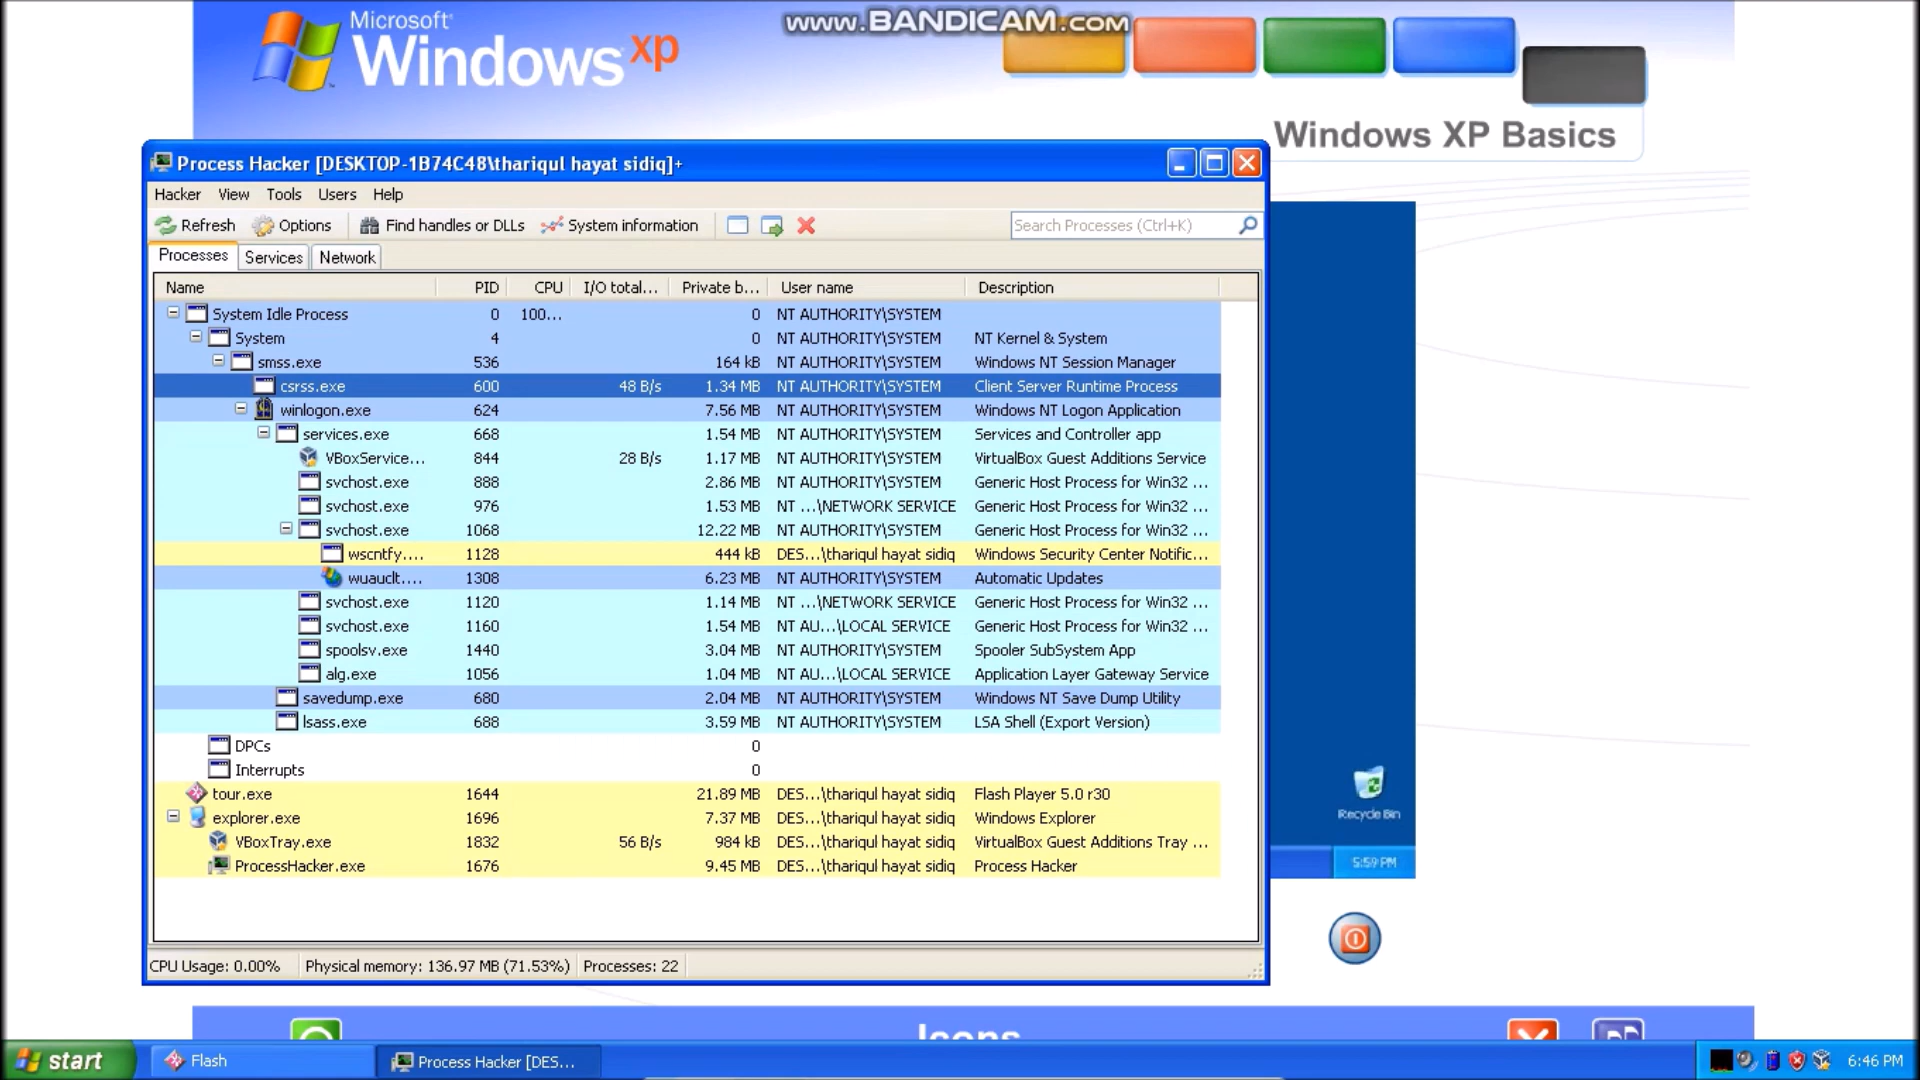 www.BANDICAM.com
Microsoft
Windows xp
Windows XP Basics
Process Hacker [DESKTOP-1B74C48\thariqul hayat sidiq]+
Hacker View Tools Users Help
Refresh Options Find handles or DLLs System information Search Processes (Ctrl+K)
Processes Services Network
Name PID CPU I/O total... Private b... User name Description
System Idle Process 0 100... 0 NT AUTHORITY\SYSTEM
System 4 0 NT AUTHORITY\SYSTEM NT Kernel & System
smss.exe 536 164 kB NT AUTHORITY\SYSTEM Windows NT Session Manager
csrss.exe 600 48 B/s 1.34 MB NT AUTHORITY\SYSTEM Client Server Runtime Process
winlogon.exe 624 7.56 MB NT AUTHORITY\SYSTEM Windows NT Logon Application
services.exe 668 1.54 MB NT AUTHORITY\SYSTEM Services and Controller app
VBoxService... 844 28 B/s 1.17 MB NT AUTHORITY\SYSTEM VirtualBox Guest Additions Service
svchost.exe 888 2.86 MB NT AUTHORITY\SYSTEM Generic Host Process for Win32 ...
svchost.exe 976 1.53 MB NT ...\NETWORK SERVICE Generic Host Process for Win32 ...
svchost.exe 1068 12.22 MB NT AUTHORITY\SYSTEM Generic Host Process for Win32 ...
wscntfy.... 1128 444 kB DES...\thariqul hayat sidiq Windows Security Center Notific...
wuauclt.... 1308 6.23 MB NT AUTHORITY\SYSTEM Automatic Updates
svchost.exe 1120 1.14 MB NT ...\NETWORK SERVICE Generic Host Process for Win32 ...
svchost.exe 1160 1.54 MB NT AU...\LOCAL SERVICE Generic Host Process for Win32 ...
spoolsv.exe 1440 3.04 MB NT AUTHORITY\SYSTEM Spooler SubSystem App
alg.exe 1056 1.04 MB NT AU...\LOCAL SERVICE Application Layer Gateway Service
savedump.exe 680 2.04 MB NT AUTHORITY\SYSTEM Windows NT Save Dump Utility
lsass.exe 688 3.59 MB NT AUTHORITY\SYSTEM LSA Shell (Export Version)
DPCs 0
Interrupts 0
tour.exe 1644 21.89 MB DES...\thariqul hayat sidiq Flash Player 5.0 r30
explorer.exe 1696 7.37 MB DES...\thariqul hayat sidiq Windows Explorer
VBoxTray.exe 1832 56 B/s 984 kB DES...\thariqul hayat sidiq VirtualBox Guest Additions Tray ...
ProcessHacker.exe 1676 9.45 MB DES...\thariqul hayat sidiq Process Hacker
Recycle Bin
5:59 PM
CPU Usage: 0.00% Physical memory: 136.97 MB (71.53%) Processes: 22
Icons
start Flash Process Hacker [DES... 6:46 PM